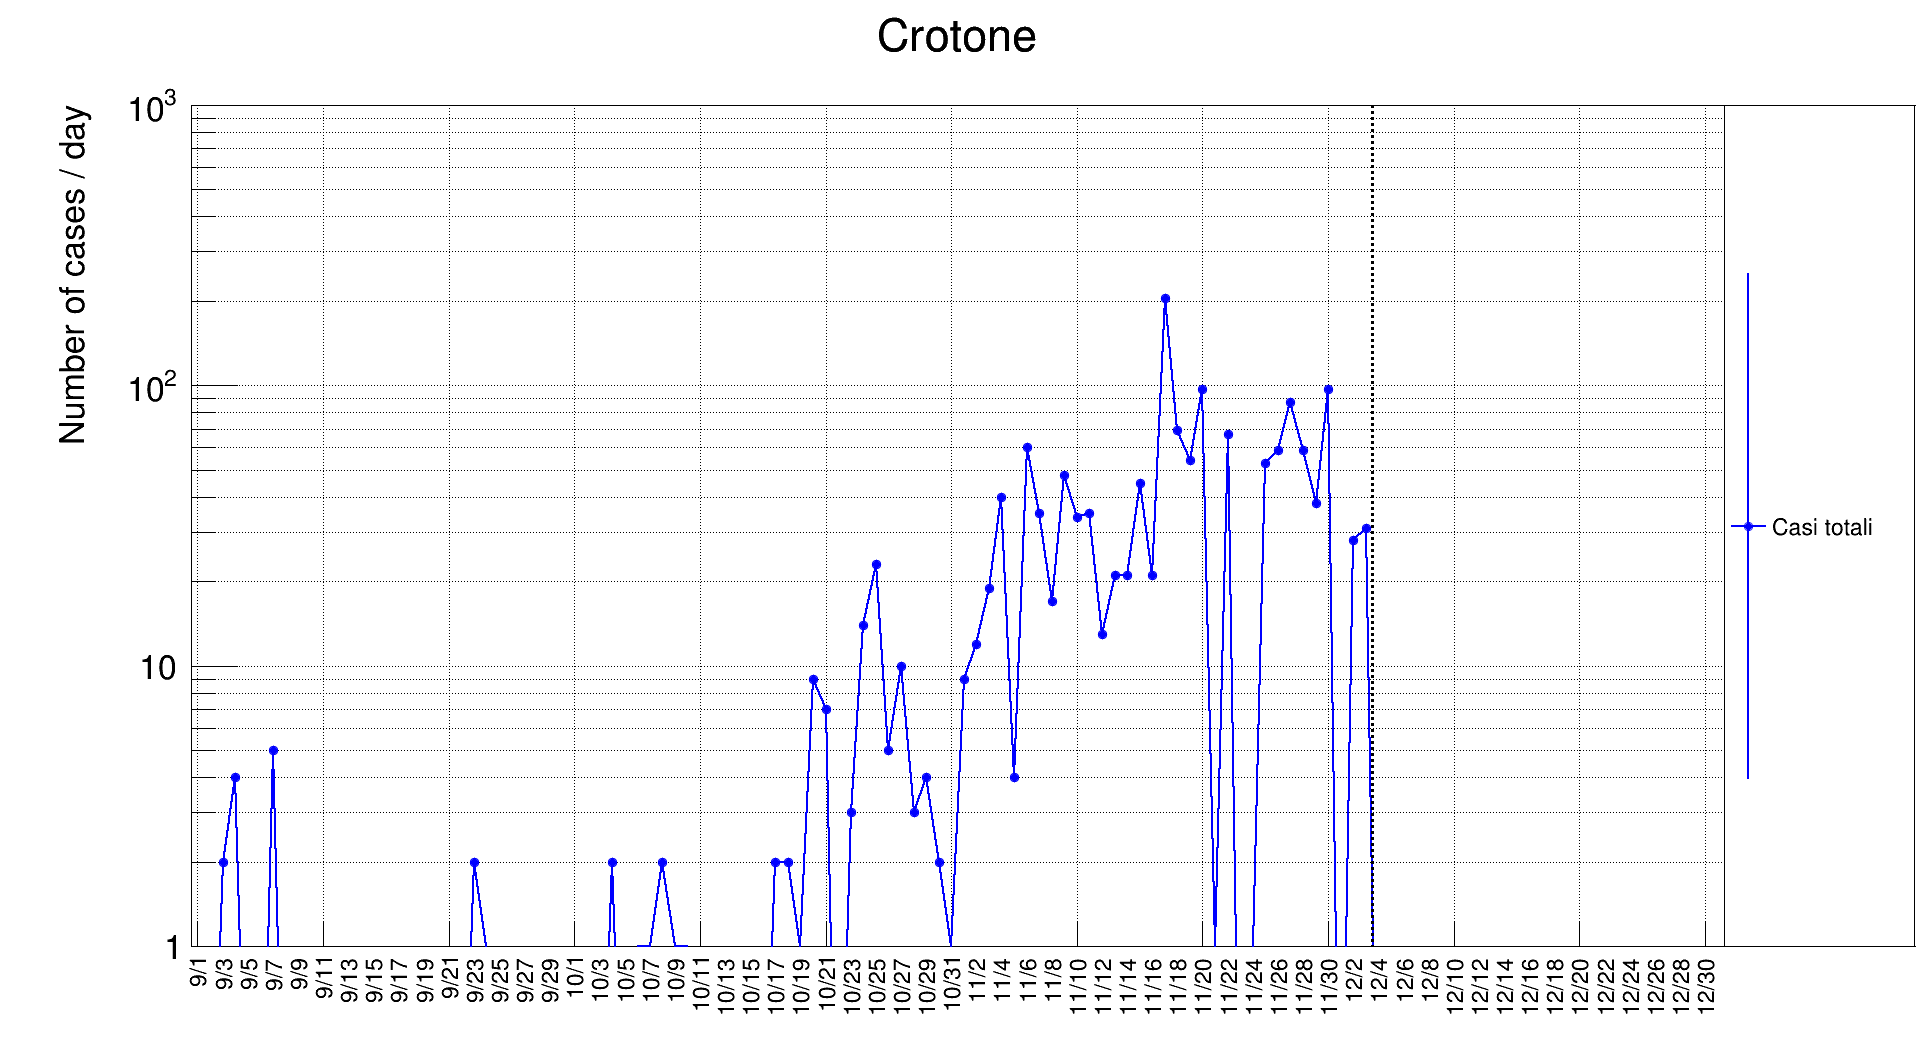 Crotone
Number of cases / day
10³
10²
10
1
9/1 9/3 9/5 9/7 9/9 9/11 9/13 9/15 9/17 9/19 9/21 9/23 9/25 9/27 9/29 10/1 10/3 10/5 10/7 10/9 10/11 10/13 10/15 10/17 10/19 10/21 10/23 10/25 10/27 10/29 10/31 11/2 11/4 11/6 11/8 11/10 11/12 11/14 11/16 11/18 11/20 11/22 11/24 11/26 11/28 11/30 12/2 12/4 12/6 12/8 12/10 12/12 12/14 12/16 12/18 12/20 12/22 12/24 12/26 12/28 12/30
Casi totali